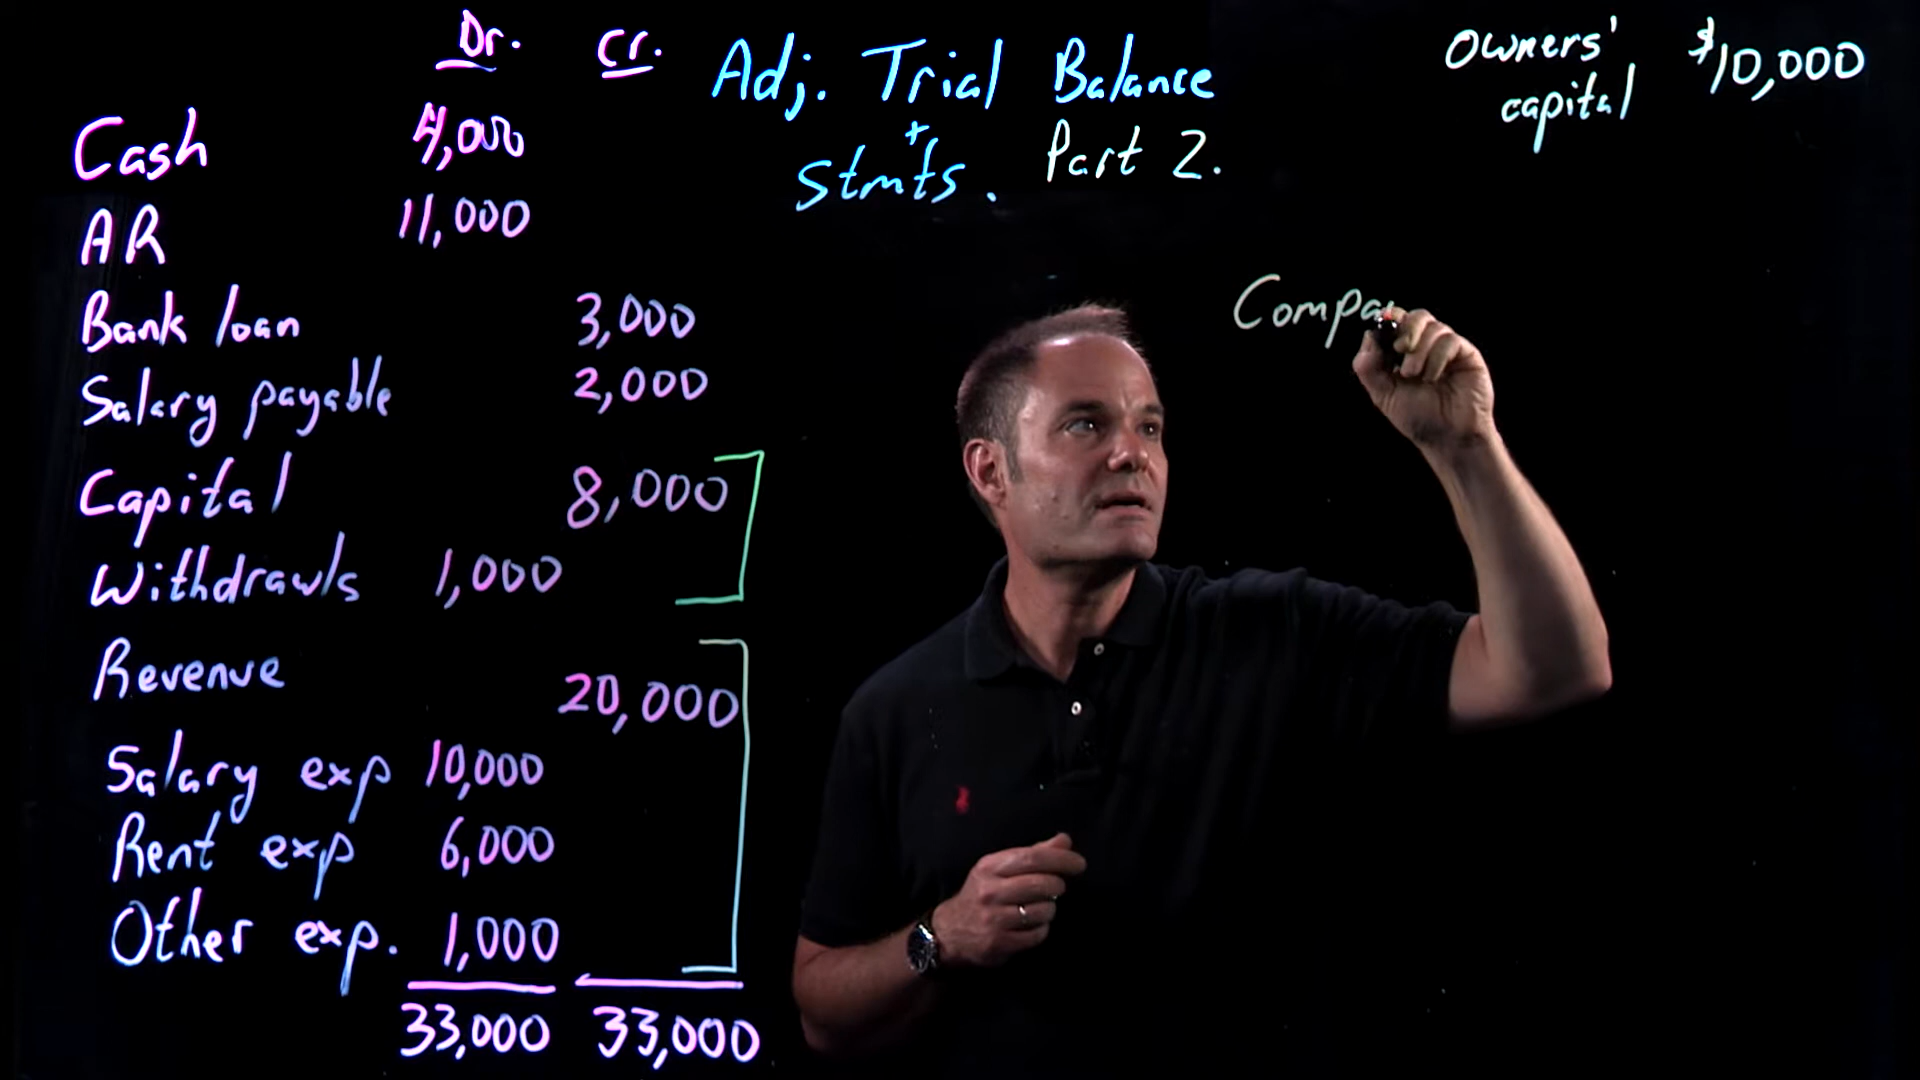 Dr. Cr.
Cash 4,000
AR 11,000
Bank loan 3,000
Salary payable 2,000
Capital 8,000
Withdrawls 1,000
Revenue 20,000
Salary exp 10,000
Rent exp 6,000
Other exp. 1,000
33,000 33,000
Adj. Trial Balance
+
Stmts. Part 2.
Owners' $10,000
capital
Compa